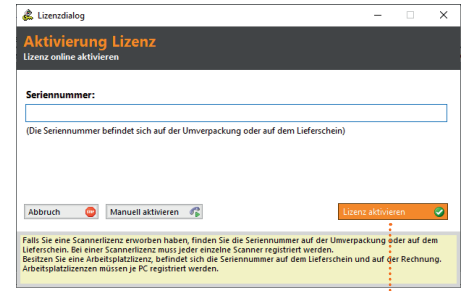 Lizenzdialog
Aktivierung Lizenz
Lizenz online aktivieren
Seriennummer:
(Die Seriennummer befindet sich auf der Umverpackung oder auf dem Lieferschein)
Abbruch STOP Manuell aktivieren Lizenz aktivieren
Falls Sie eine Scannerlizenz erworben haben, finden Sie die Seriennummer auf der Umverpackung oder auf dem
Lieferschein. Bei einer Scannerlizenz muss jeder einzelne Scanner registriert werden.
Besitzen Sie eine Arbeitsplatzlizenz, befindet sich die Seriennummer auf dem Lieferschein und auf der Rechnung.
Arbeitsplatzlizenzen müssen je PC registriert werden.